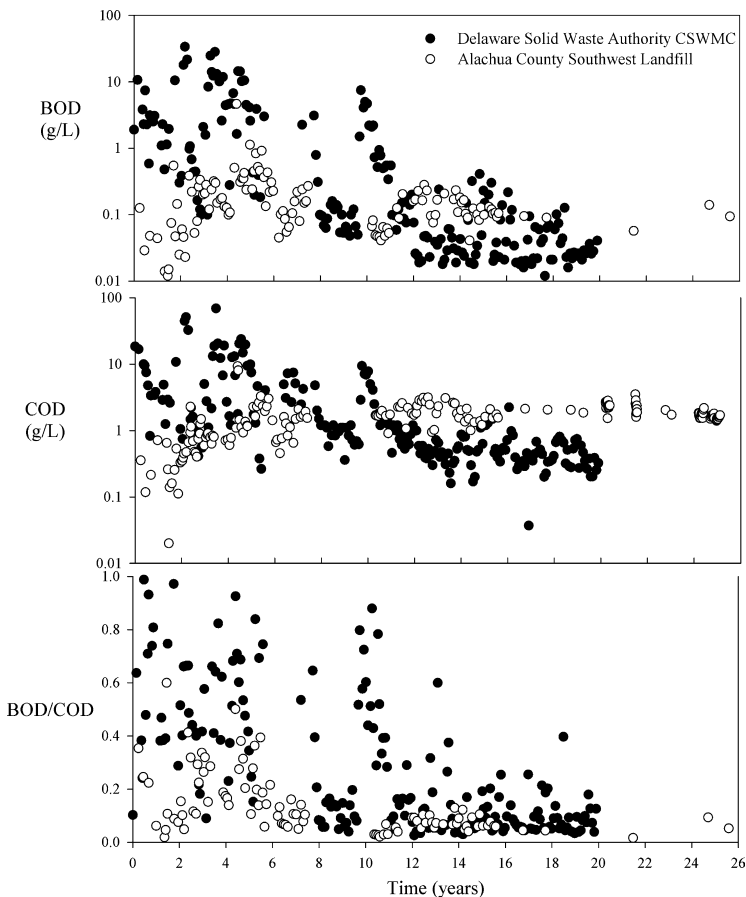 100
10
1
0.1
0.01
BOD
(g/L)
Delaware Solid Waste Authority CSWMC
Alachua County Southwest Landfill
100
10
1
0.1
0.01
COD
(g/L)
1.0
0.8
0.6
0.4
0.2
0.0
BOD/COD
0 2 4 6 8 10 12 14 16 18 20 22 24 26
Time (years)